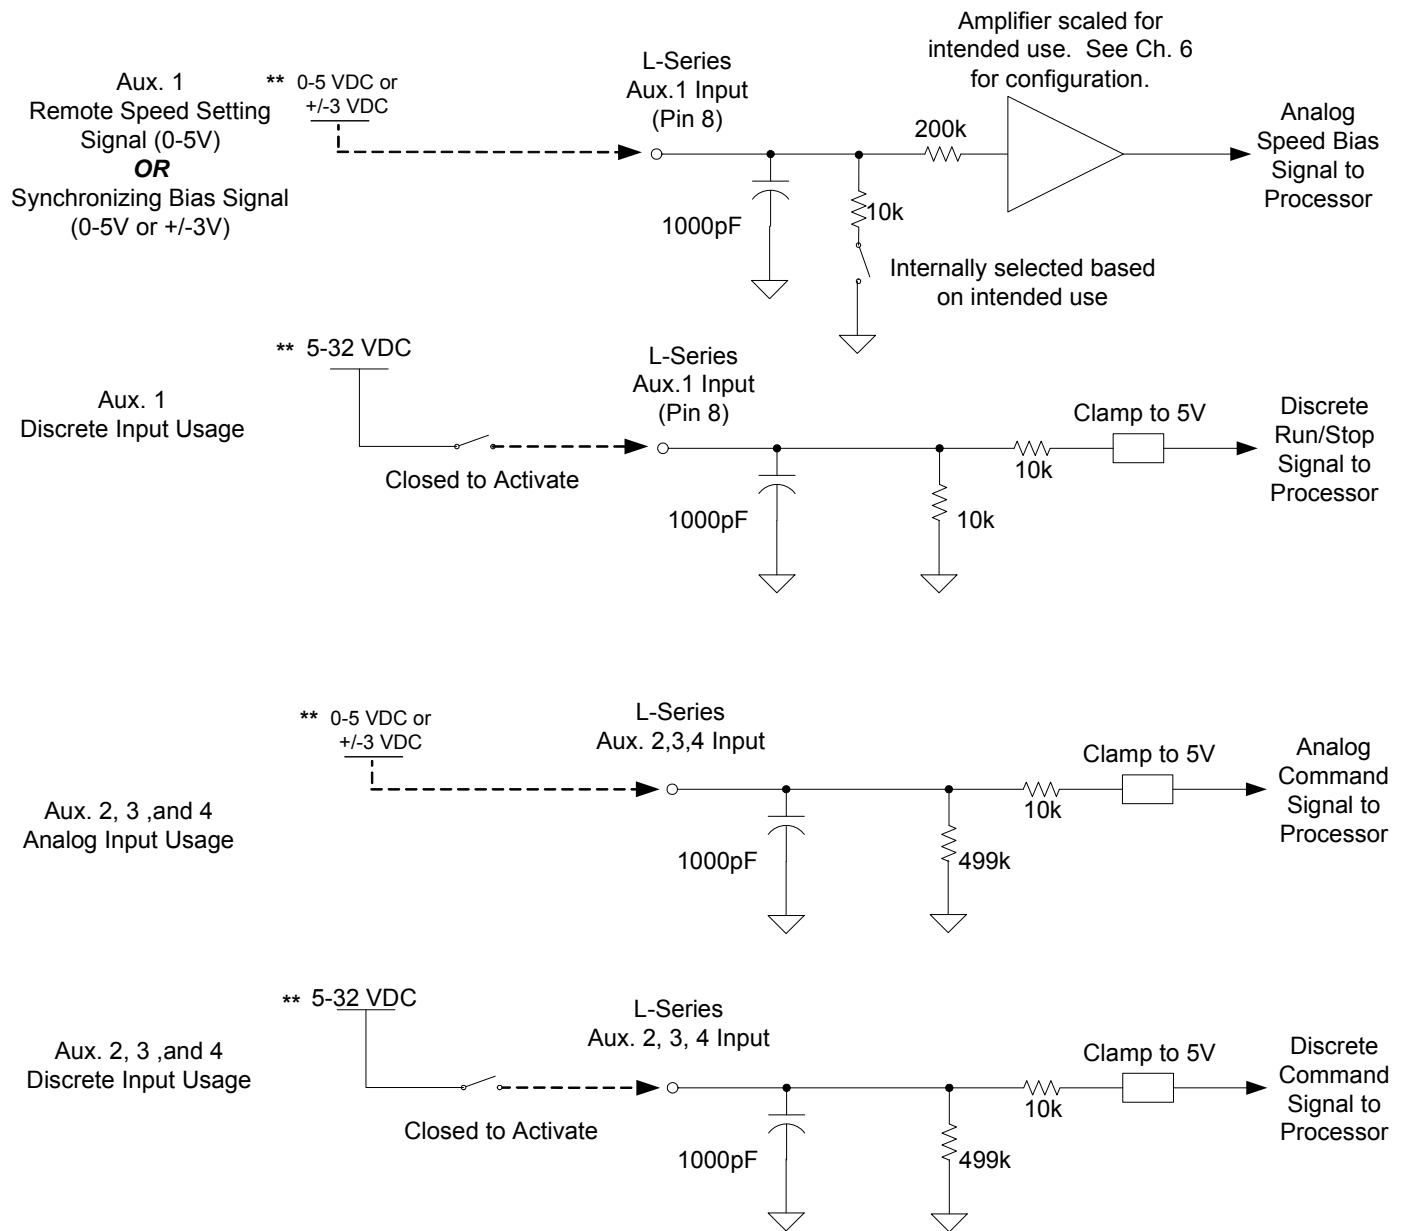 Aux. 1
Remote Speed Setting
Signal (0-5V)
OR
Synchronizing Bias Signal
(0-5V or +/-3V)
** 0-5 VDC or
+/-3 VDC
L-Series
Aux.1 Input
(Pin 8)
1000pF
10k
Internally selected based
on intended use
200k
Amplifier scaled for
intended use. See Ch. 6
for configuration.
Analog
Speed Bias
Signal to
Processor
Aux. 1
Discrete Input Usage
** 5-32 VDC
Closed to Activate
L-Series
Aux.1 Input
(Pin 8)
1000pF
10k
10k
Clamp to 5V
Discrete
Run/Stop
Signal to
Processor
Aux. 2, 3 ,and 4
Analog Input Usage
** 0-5 VDC or
+/-3 VDC
L-Series
Aux. 2,3,4 Input
1000pF
499k
10k
Clamp to 5V
Analog
Command
Signal to
Processor
Aux. 2, 3 ,and 4
Discrete Input Usage
** 5-32 VDC
Closed to Activate
L-Series
Aux. 2, 3, 4 Input
1000pF
499k
10k
Clamp to 5V
Discrete
Command
Signal to
Processor